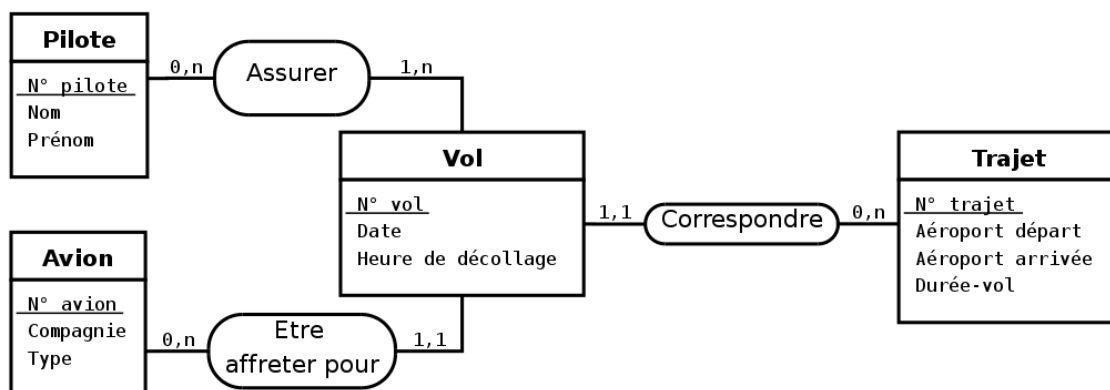 Pilote
N° pilote
Nom
Prénom
0,n
Assurer
1,n
Vol
N° vol
Date
Heure de décollage
1,1
Correspondre
0,n
Trajet
N° trajet
Aéroport départ
Aéroport arrivée
Durée-vol
Avion
N° avion
Compagnie
Type
0,n
Etre
affreter pour
1,1